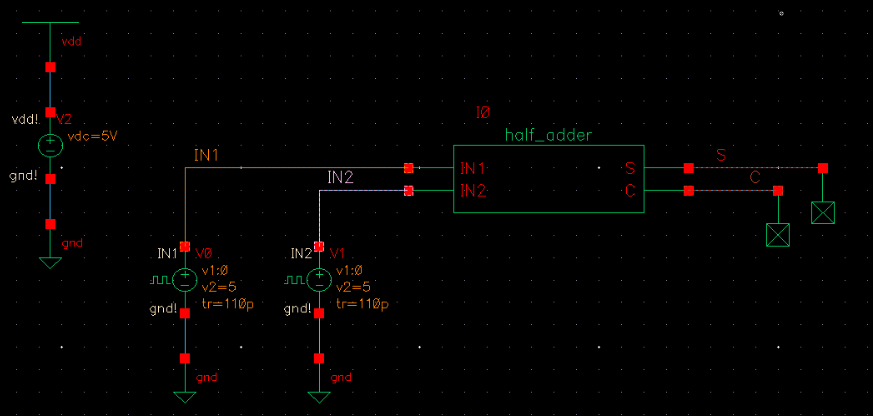 vdd
vdd!
V2
vdc=5V
gnd!
gnd
I0
half_adder
IN1
IN2
IN1
IN2
S
C
S
C
IN1
V0
v1:0
v2=5
tr=110p
gnd!
gnd
IN2
V1
v1:0
v2=5
tr=110p
gnd!
gnd